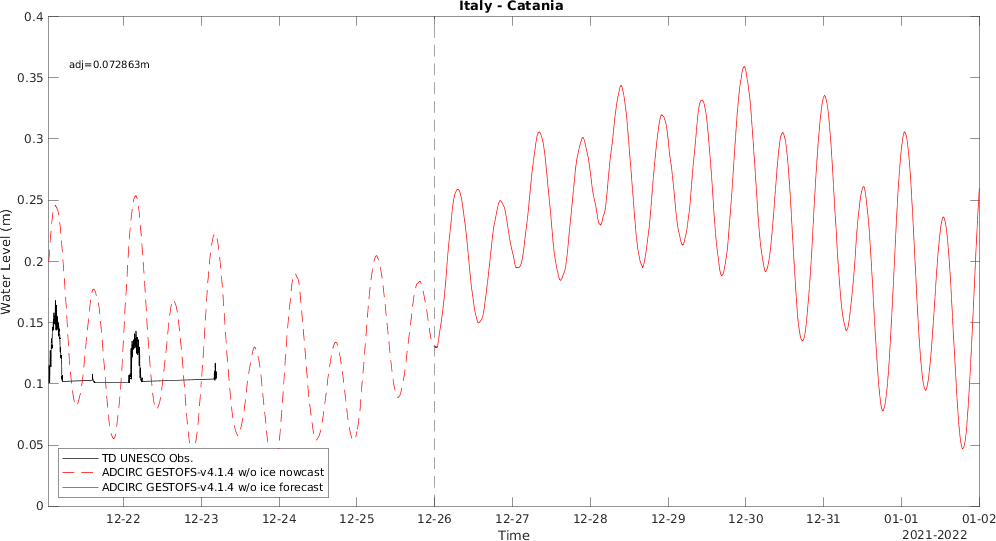 Italy - Catania
0.4
0.35
0.3
0.25
0.2
0.15
0.1
0.05
0
Water Level (m)
adj=0.072863m
TD UNESCO Obs.
ADCIRC GESTOFS-v4.1.4 w/o ice nowcast
ADCIRC GESTOFS-v4.1.4 w/o ice forecast
12-22 12-23 12-24 12-25 12-26 12-27 12-28 12-29 12-30 12-31 01-01 01-02
Time
2021-2022